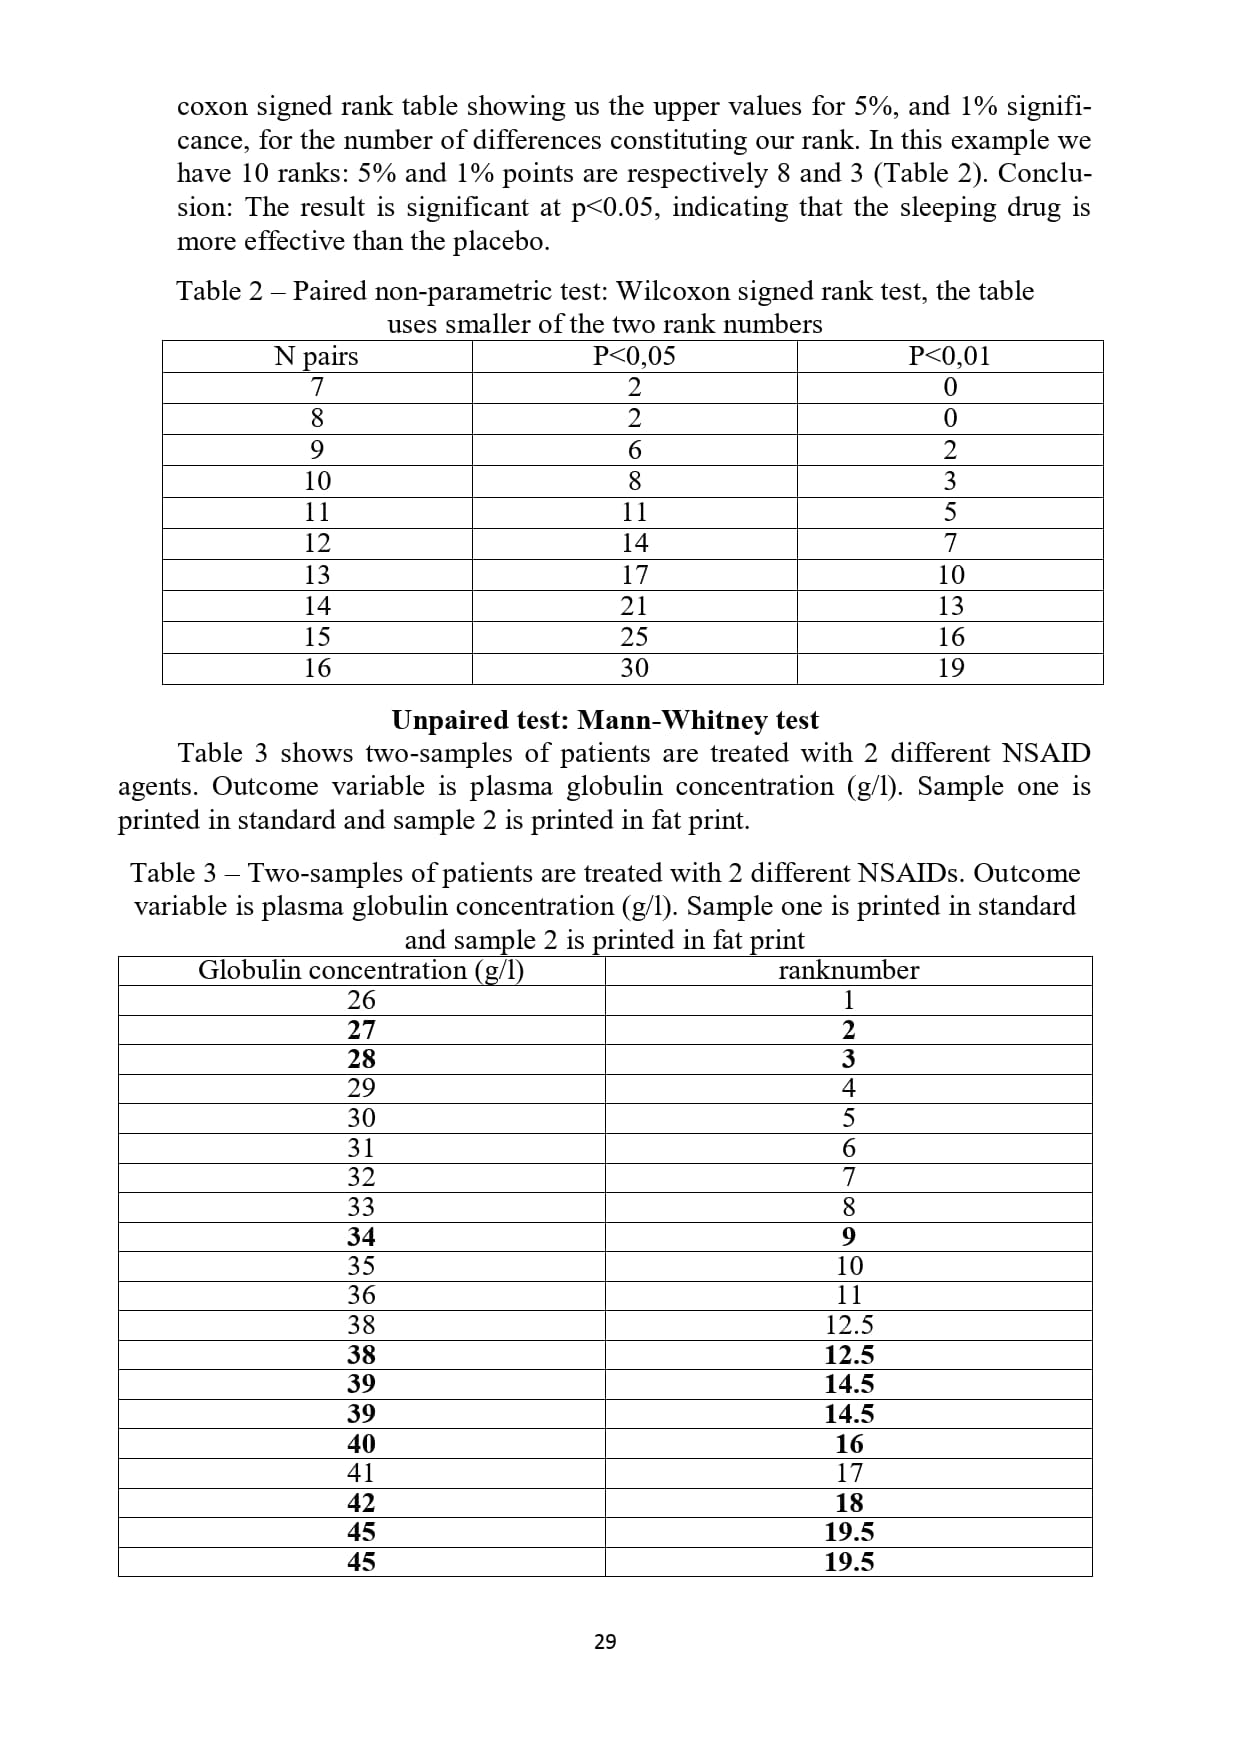 coxon signed rank table showing us the upper values for 5%, and 1% signifi-
cance, for the number of differences constituting our rank. In this example we
have 10 ranks: 5% and 1% points are respectively 8 and 3 (Table 2). Conclu-
sion: The result is significant at p<0.05, indicating that the sleeping drug is
more effective than the placebo.
Table 2 – Paired non-parametric test: Wilcoxon signed rank test, the table
uses smaller of the two rank numbers
N pairs P<0,05 P<0,01
7 2 0
8 2 0
9 6 2
10 8 3
11 11 5
12 14 7
13 17 10
14 21 13
15 25 16
16 30 19
Unpaired test: Mann-Whitney test
Table 3 shows two-samples of patients are treated with 2 different NSAID
agents. Outcome variable is plasma globulin concentration (g/l). Sample one is
printed in standard and sample 2 is printed in fat print.
Table 3 – Two-samples of patients are treated with 2 different NSAIDs. Outcome
variable is plasma globulin concentration (g/l). Sample one is printed in standard
and sample 2 is printed in fat print
Globulin concentration (g/l) ranknumber
26 1
27 2
28 3
29 4
30 5
31 6
32 7
33 8
34 9
35 10
36 11
38 12.5
38 12.5
39 14.5
39 14.5
40 16
41 17
42 18
45 19.5
45 19.5
29